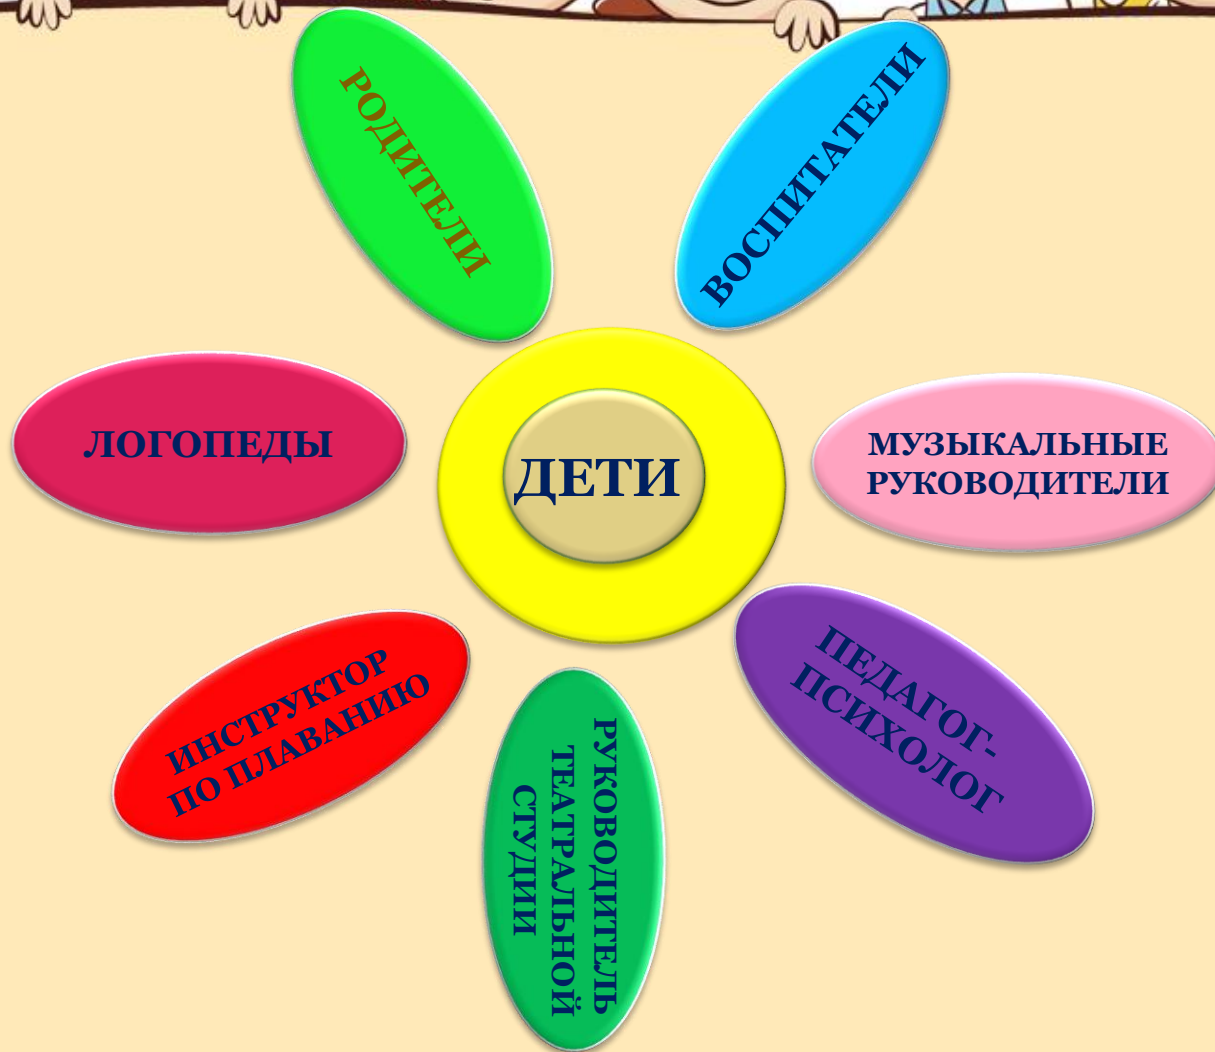 РОДИТЕЛИ
ВОСПИТАТЕЛИ
ЛОГОПЕДЫ
ДЕТИ
МУЗЫКАЛЬНЫЕ
РУКОВОДИТЕЛИ
ИНСТРУКТОР
ПО ПЛАВАНИЮ
РУКОВОДИТЕЛЬ
ТЕАТРАЛЬНОЙ
СТУДИИ
ПЕДАГОГ-
ПСИХОЛОГ